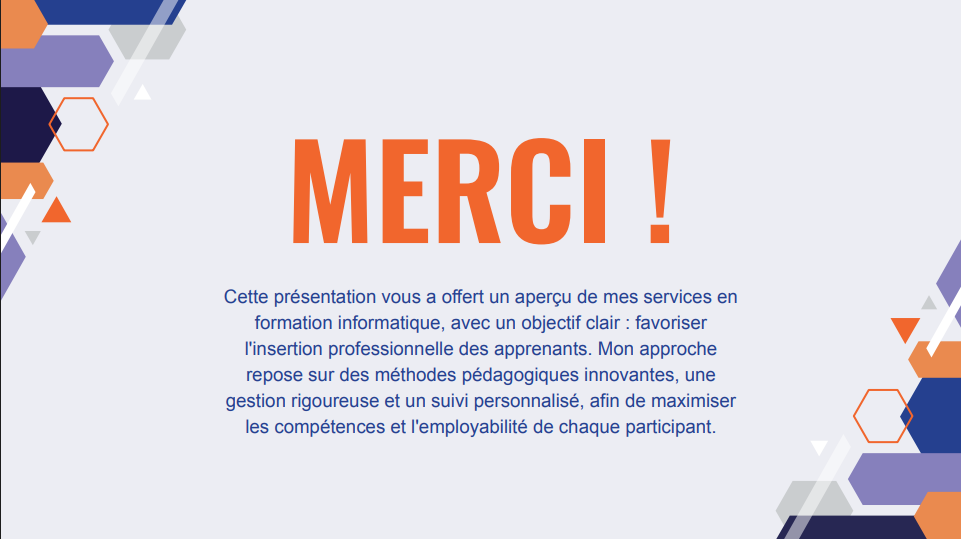 MERCI !
Cette présentation vous a offert un aperçu de mes services en
formation informatique, avec un objectif clair : favoriser
l'insertion professionnelle des apprenants. Mon approche
repose sur des méthodes pédagogiques innovantes, une
gestion rigoureuse et un suivi personnalisé, afin de maximiser
les compétences et l'employabilité de chaque participant.